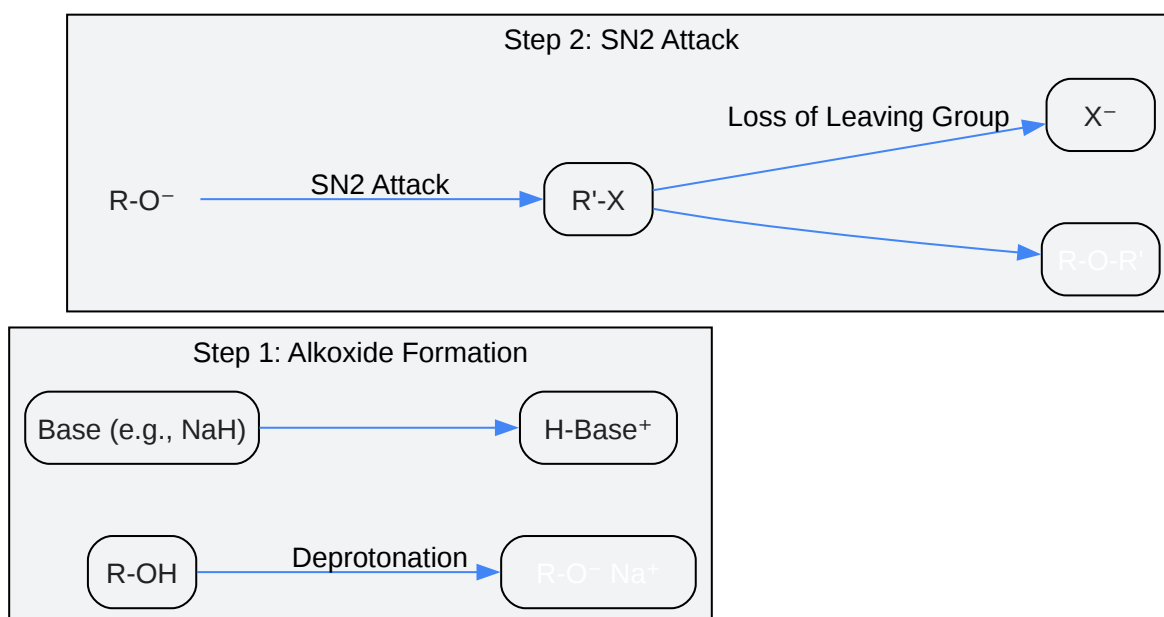 Step 2: SN2 Attack
Loss of Leaving Group
X⁻
R-O⁻
SN2 Attack
R'-X
R-O-R'
Step 1: Alkoxide Formation
Base (e.g., NaH)
H-Base⁺
R-OH
Deprotonation
R-O⁻ Na⁺